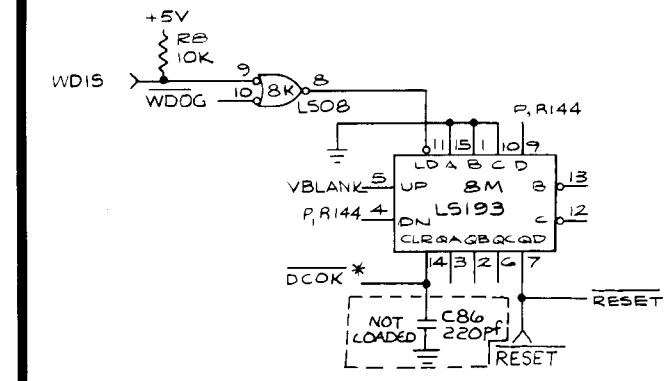 +5V
R8
10K
WDIS
9
8
8K
10
WDOG
LS08
P,R144
11 15 1 10 9
LD A B C D
VBLANK 5 UP 8M B 13
LS193
P,R144 4 DN C 12
CLR QA QB QC QD
14 3 2 6 7
DCOK *
RESET
NOT LOADED
C86
220pf
RESET